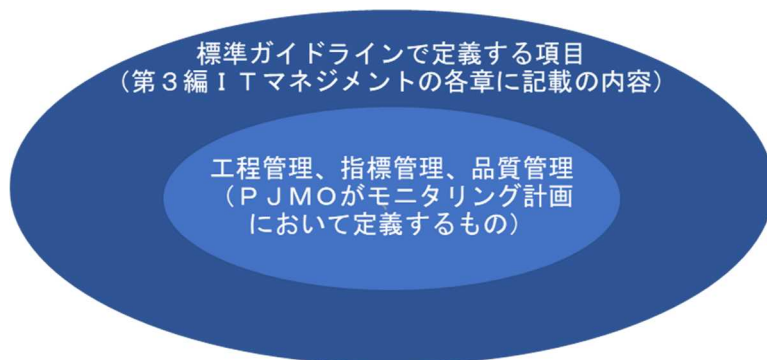 標準ガイドラインで定義する項目
（第３編ＩＴマネジメントの各章に記載の内容）
工程管理、指標管理、品質管理
（ＰＪＭＯがモニタリング計画
において定義するもの）